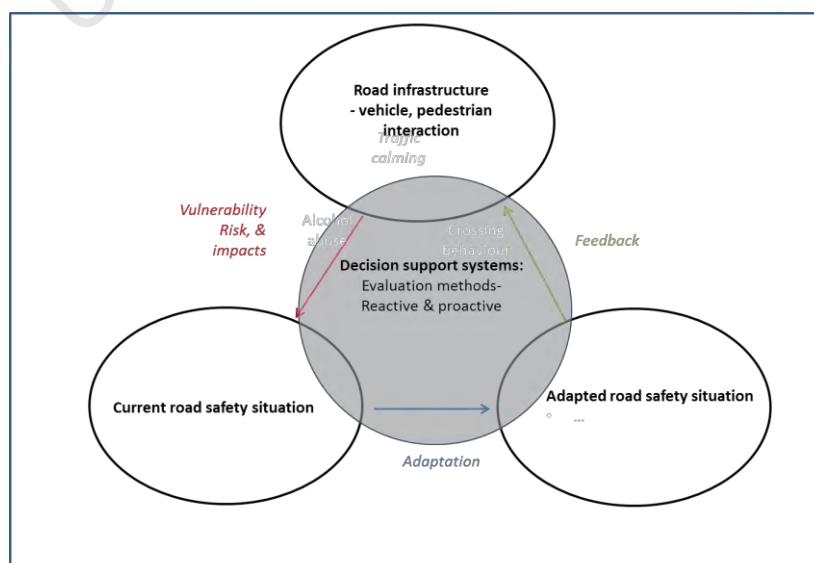 Road infrastructure
- vehicle, pedestrian
interaction
Traffic
calming
Vulnerability
Risk, &
impacts
Alcohol
abuse
Crossing
behaviour
Feedback
Decision support systems:
Evaluation methods-
Reactive & proactive
Current road safety situation
Adapted road safety situation
° ...
Adaptation